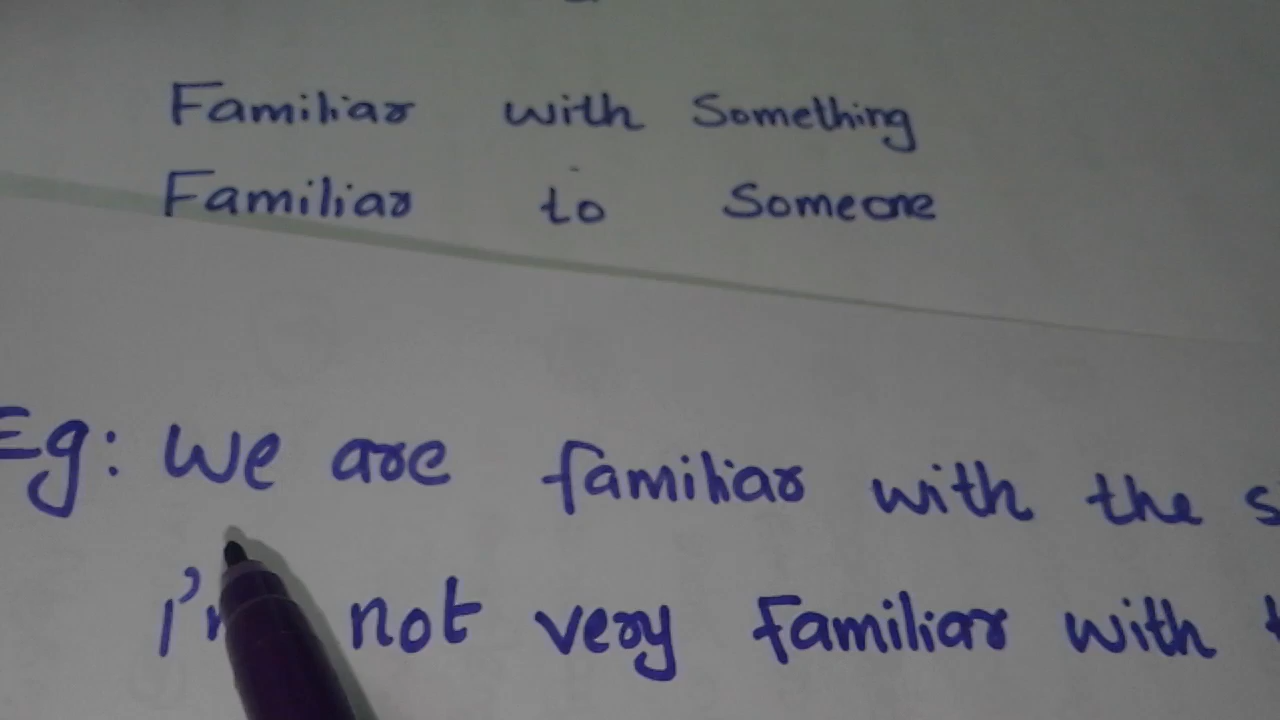 Familiar with Something
Familiar to Someone
Eg: We are familiar with the
I'm not very familiar with